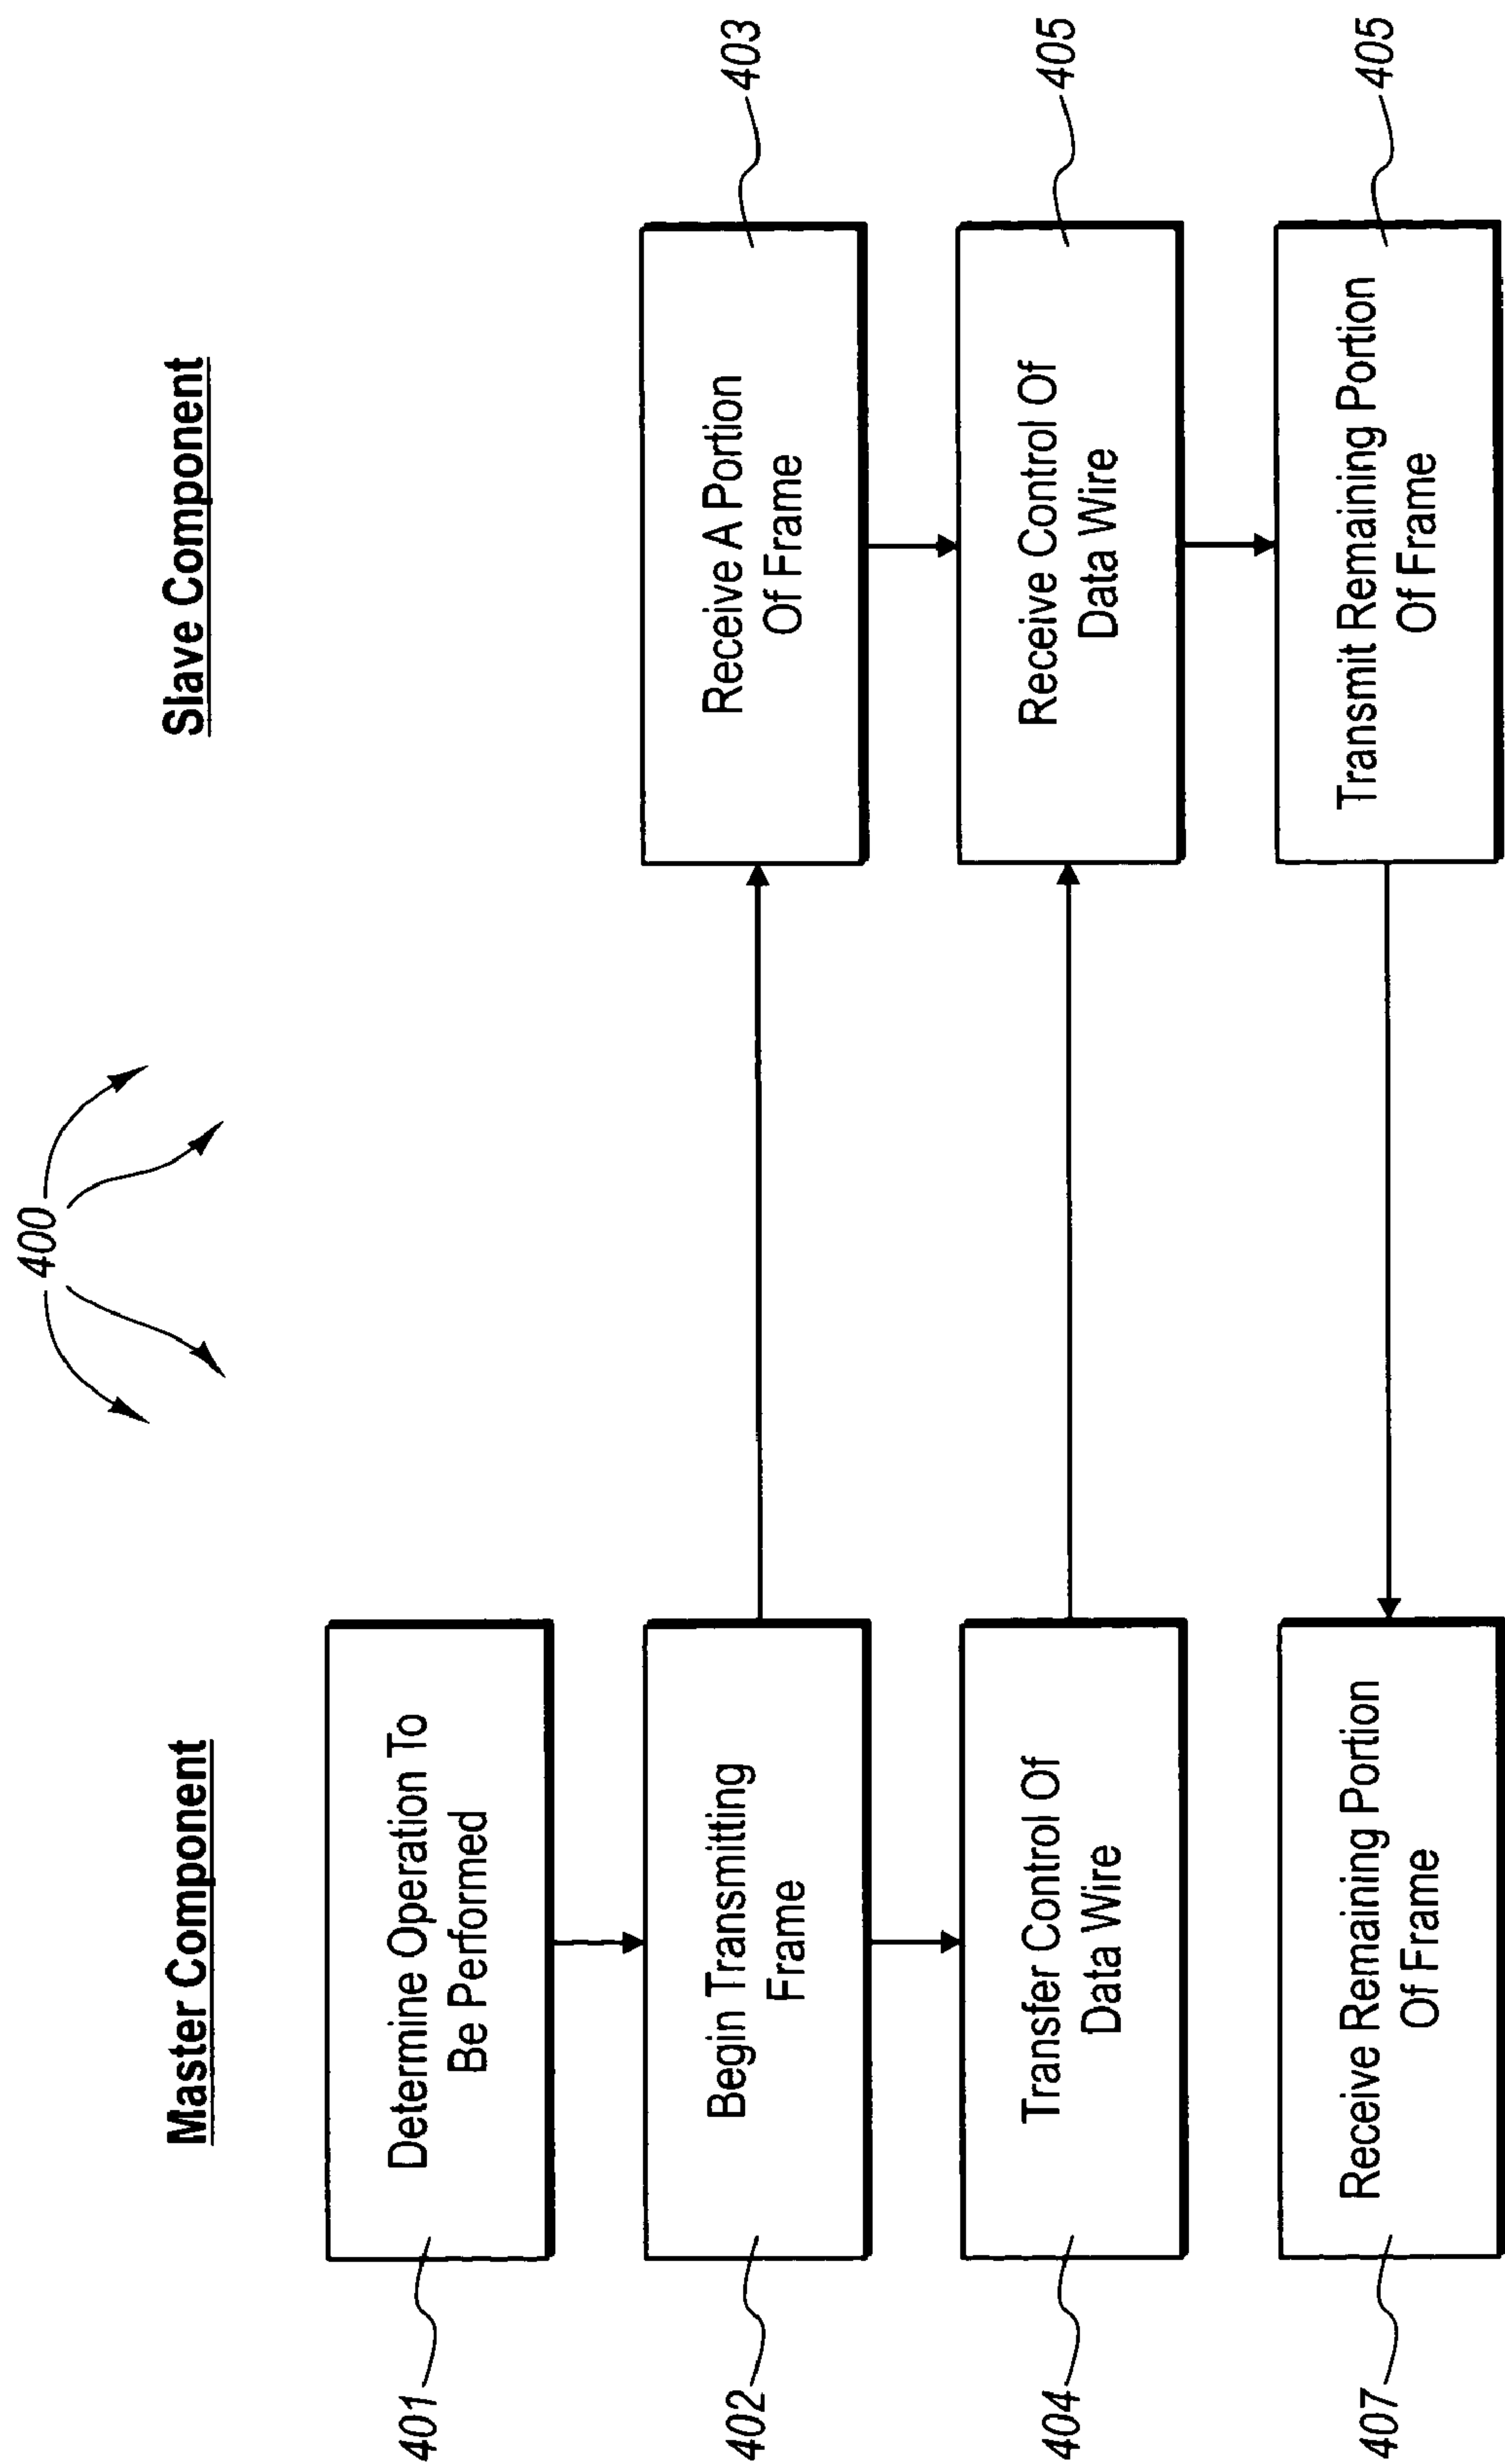 400
Master Component
Slave Component
401
Determine Operation To
Be Performed
402
Begin Transmitting
Frame
Receive A Portion
Of Frame
403
404
Transfer Control Of
Data Wire
Receive Control Of
Data Wire
405
407
Receive Remaining Portion
Of Frame
Transmit Remaining Portion
Of Frame
405